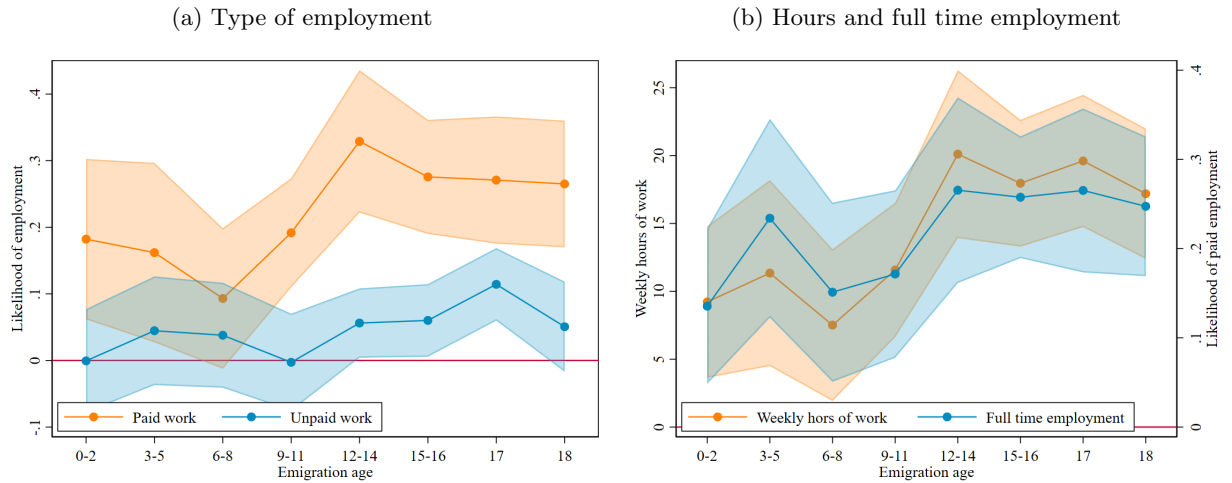 (a) Type of employment
Likelihood of employment
.4
.3
.2
.1
0
-.1
Paid work
Unpaid work
0-2 3-5 6-8 9-11 12-14 15-16 17 18
Emigration age
(b) Hours and full time employment
Weekly hours of work
25
20
15
10
5
0
Likelihood of paid employment
.4
.3
.2
.1
0
Weekly hors of work
Full time employment
0-2 3-5 6-8 9-11 12-14 15-16 17 18
Emigration age